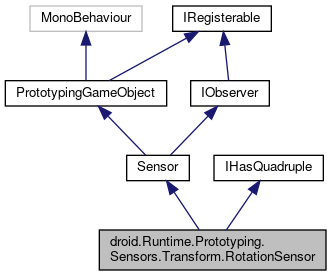 MonoBehaviour
IRegisterable
PrototypingGameObject
IObserver
Sensor
IHasQuadruple
droid.Runtime.Prototyping.
Sensors.Transform.RotationSensor